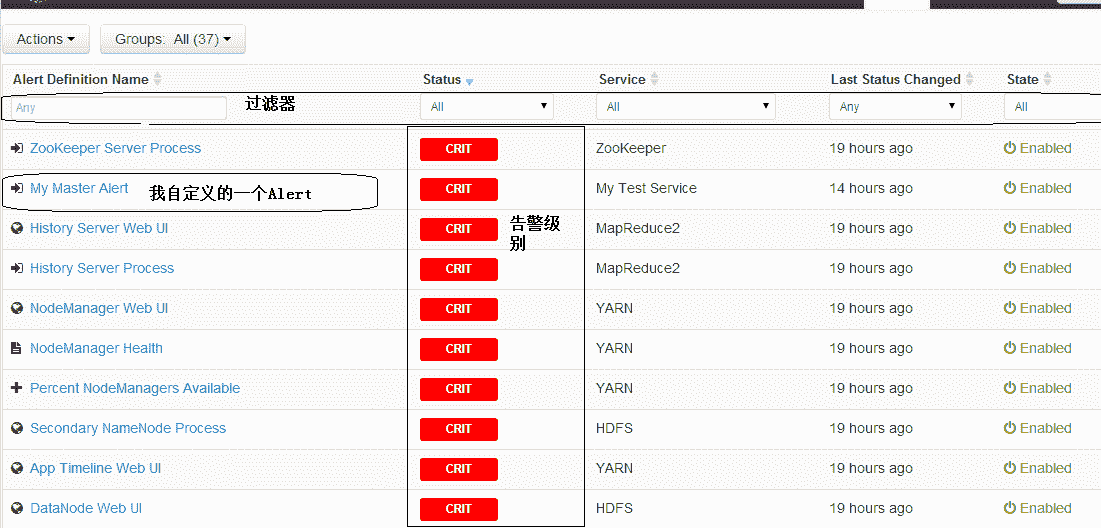 Actions
Groups: All (37)
Alert Definition Name Status Service Last Status Changed State
Any 过滤器 All All Any All
ZooKeeper Server Process CRIT ZooKeeper 19 hours ago Enabled
My Master Alert 我自定义的一个Alert CRIT My Test Service 14 hours ago Enabled
History Server Web UI CRIT 告警级别 MapReduce2 19 hours ago Enabled
History Server Process CRIT MapReduce2 19 hours ago Enabled
NodeManager Web UI CRIT YARN 19 hours ago Enabled
NodeManager Health CRIT YARN 19 hours ago Enabled
Percent NodeManagers Available CRIT YARN 19 hours ago Enabled
Secondary NameNode Process CRIT HDFS 19 hours ago Enabled
App Timeline Web UI CRIT YARN 19 hours ago Enabled
DataNode Web UI CRIT HDFS 19 hours ago Enabled